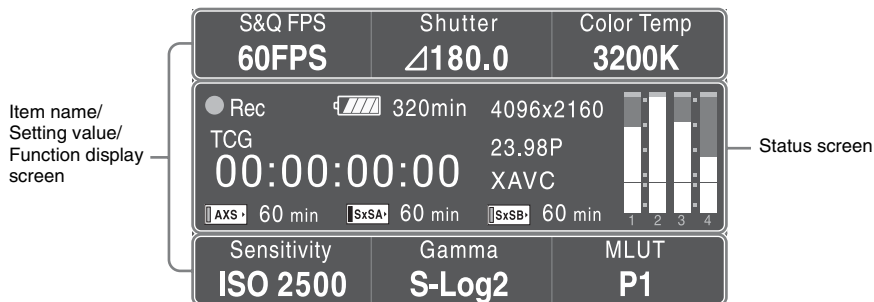 S&Q FPS Shutter Color Temp
60FPS ⊿180.0 3200K
Item name/
Setting value/
Function display
screen
Rec 320min 4096x2160
TCG 23.98P
00:00:00:00 XAVC
AXS 60 min SxSA 60 min SxSB 60 min
1 2 3 4
Status screen
Sensitivity Gamma MLUT
ISO 2500 S-Log2 P1